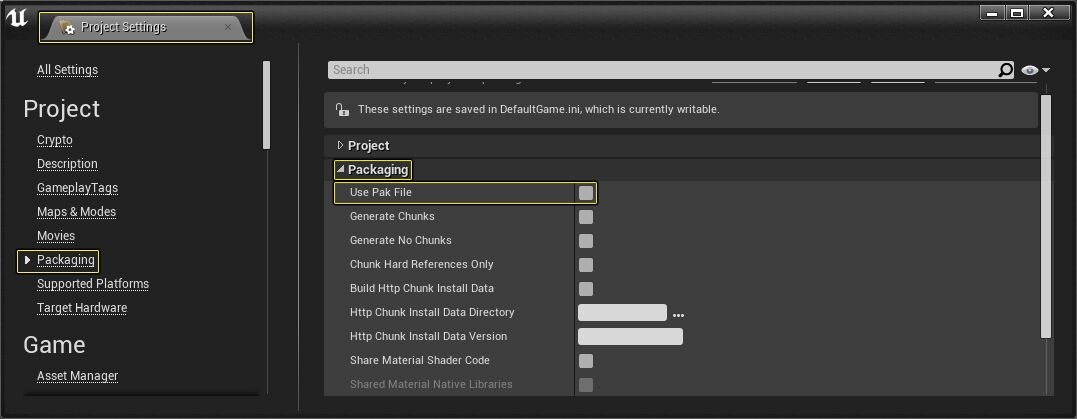 Project Settings
All Settings
Project
Crypto
Description
GameplayTags
Maps & Modes
Movies
Packaging
Supported Platforms
Target Hardware
Game
Asset Manager
Search
These settings are saved in DefaultGame.ini, which is currently writable.
Project
Packaging
Use Pak File
Generate Chunks
Generate No Chunks
Chunk Hard References Only
Build Http Chunk Install Data
Http Chunk Install Data Directory
...
Http Chunk Install Data Version
Share Material Shader Code
Shared Material Native Libraries